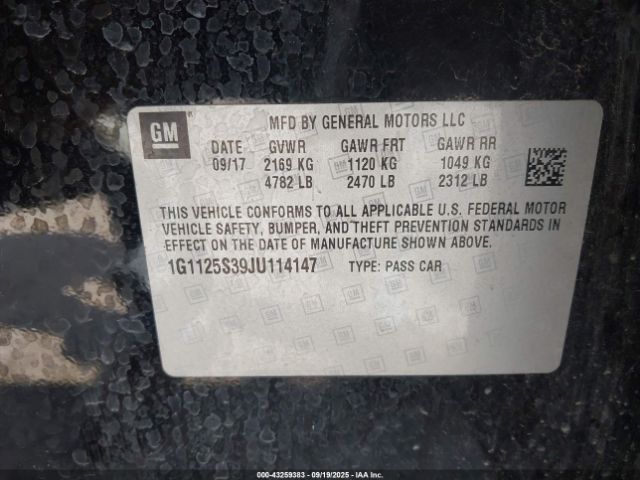 GM
MFD BY GENERAL MOTORS LLC
DATE GVWR GAWR FRT GAWR RR
09/17 2169 KG 1120 KG 1049 KG
4782 LB 2470 LB 2312 LB
THIS VEHICLE CONFORMS TO ALL APPLICABLE U.S. FEDERAL MOTOR
VEHICLE SAFETY, BUMPER, AND THEFT PREVENTION STANDARDS IN
EFFECT ON THE DATE OF MANUFACTURE SHOWN ABOVE.
1G1125S39JU114147 TYPE: PASS CAR
000-43259383 - 09/19/2025 - IAA Inc.